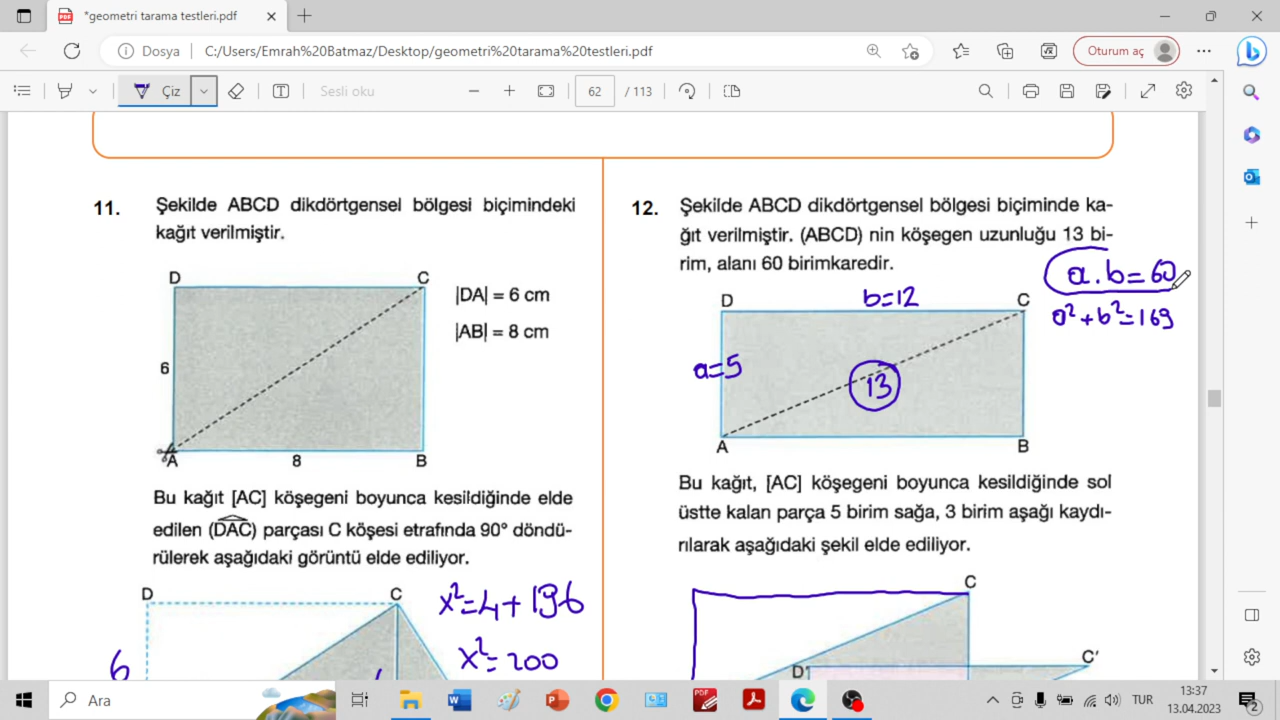 *geometri tarama testleri.pdf
Dosya
C:/Users/Emrah%20Batmaz/Desktop/geometri%20tarama%20testleri.pdf
Oturum aç
Çiz
Sesli oku
62
/ 113
11.
Şekilde ABCD dikdörtgensel bölgesi biçimindeki
kağıt verilmiştir.
D
C
|DA| = 6 cm
|AB| = 8 cm
6
A
8
B
Bu kağıt [AC] köşegeni boyunca kesildiğinde elde
edilen (DAC) parçası C köşesi etrafında 90° döndü-
rülerek aşağıdaki görüntü elde ediliyor.
D
C
x²=4+196
x²=200
6
12.
Şekilde ABCD dikdörtgensel bölgesi biçiminde ka-
ğıt verilmiştir. (ABCD) nin köşegen uzunluğu 13 bi-
rim, alanı 60 birimkaredir.
a.b=60
a²+b²=169
D
b=12
C
a=5
13
A
B
Bu kağıt, [AC] köşegeni boyunca kesildiğinde sol
üstte kalan parça 5 birim sağa, 3 birim aşağı kaydı-
rılarak aşağıdaki şekil elde ediliyor.
C
D'
C'
Ara
TUR
13:37
13.04.2023
2